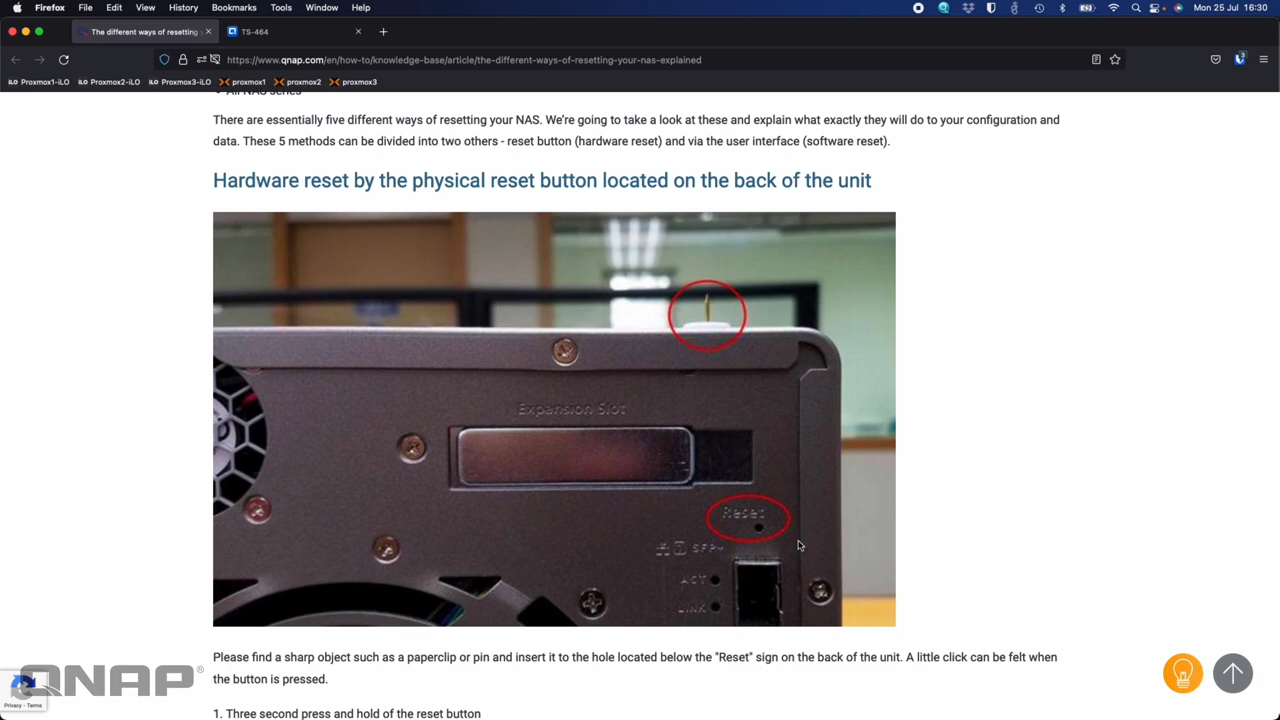 Firefox File Edit View History Bookmarks Tools Window Help Mon 25 Jul 16:30
The different ways of resetting TS-464
https://www.qnap.com/en/how-to/knowledge-base/article/the-different-ways-of-resetting-your-nas-explained
iLO Proxmox1-iLO iLO Proxmox2-iLO iLO Proxmox3-iLO proxmox1 proxmox2 proxmox3
All NAS series
There are essentially five different ways of resetting your NAS. We're going to take a look at these and explain what exactly they will do to your configuration and
data. These 5 methods can be divided into two others - reset button (hardware reset) and via the user interface (software reset).
Hardware reset by the physical reset button located on the back of the unit
Expansion Slot
Reset
SFP+
ACT
LINK
Please find a sharp object such as a paperclip or pin and insert it to the hole located below the "Reset" sign on the back of the unit. A little click can be felt when
the button is pressed.
QNAP®
Privacy - Terms
1. Three second press and hold of the reset button